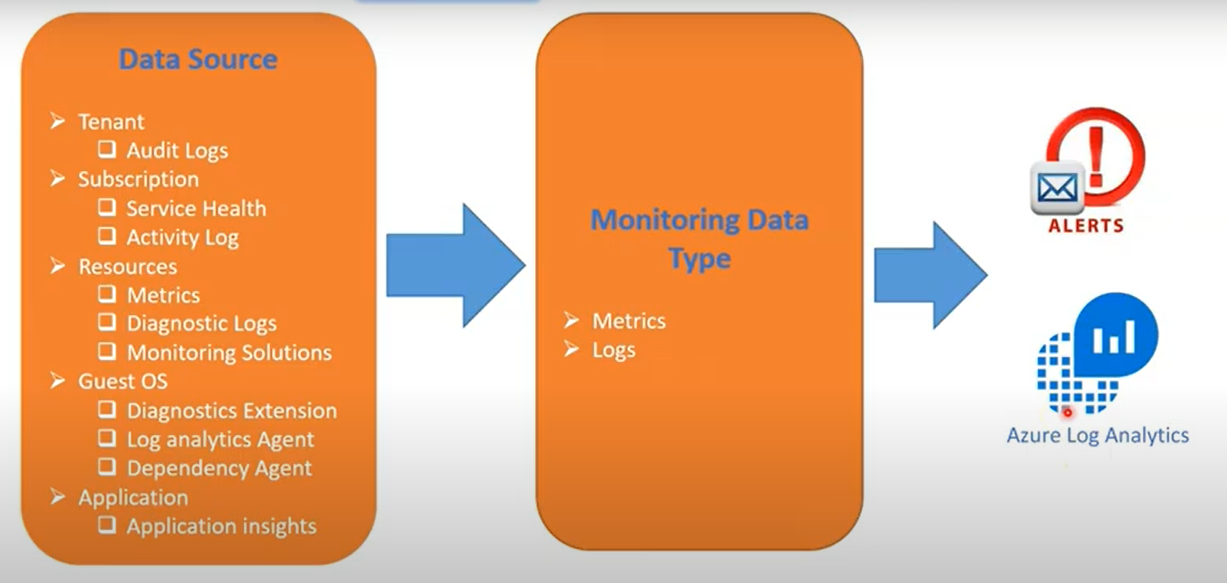 Data Source
Tenant
Audit Logs
Subscription
Service Health
Activity Log
Resources
Metrics
Diagnostic Logs
Monitoring Solutions
Guest OS
Diagnostics Extension
Log analytics Agent
Dependency Agent
Application
Application insights
Monitoring Data
Type
Metrics
Logs
ALERTS
Azure Log Analytics